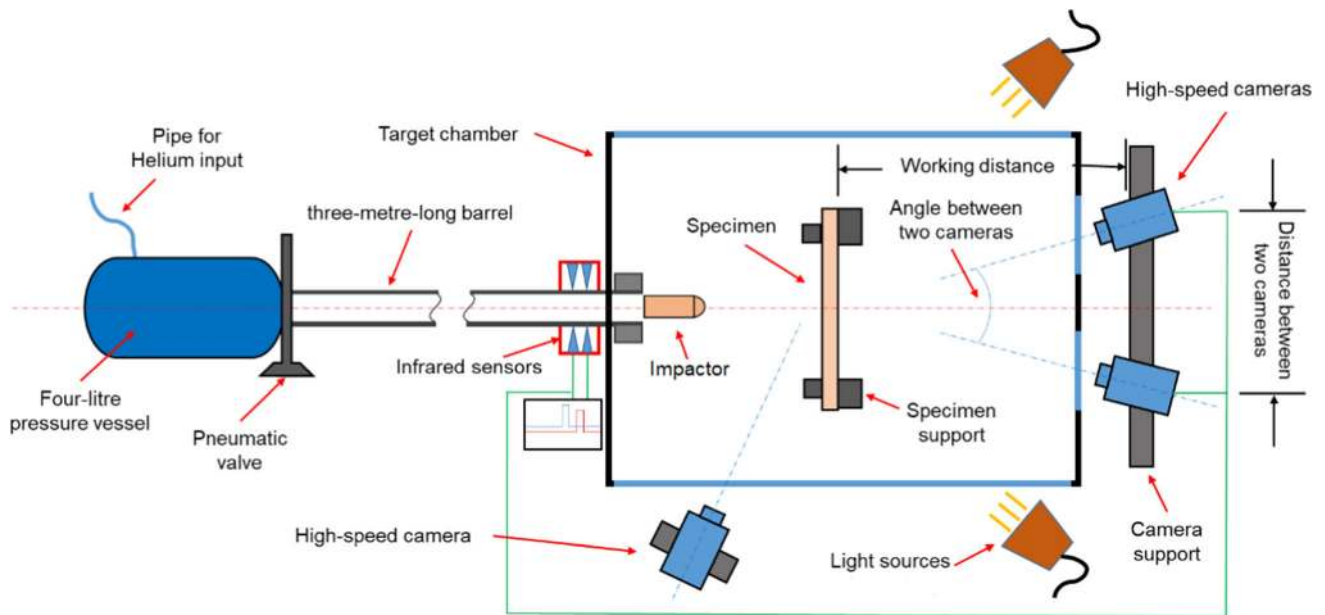 High-speed cameras
Pipe for
Helium input
Target chamber
Working distance
three-metre-long barrel
Specimen
Angle between
two cameras
Distance between
two cameras
Infrared sensors
Impactor
Four-litre
pressure vessel
Pneumatic
valve
Specimen
support
High-speed camera
Light sources
Camera
support